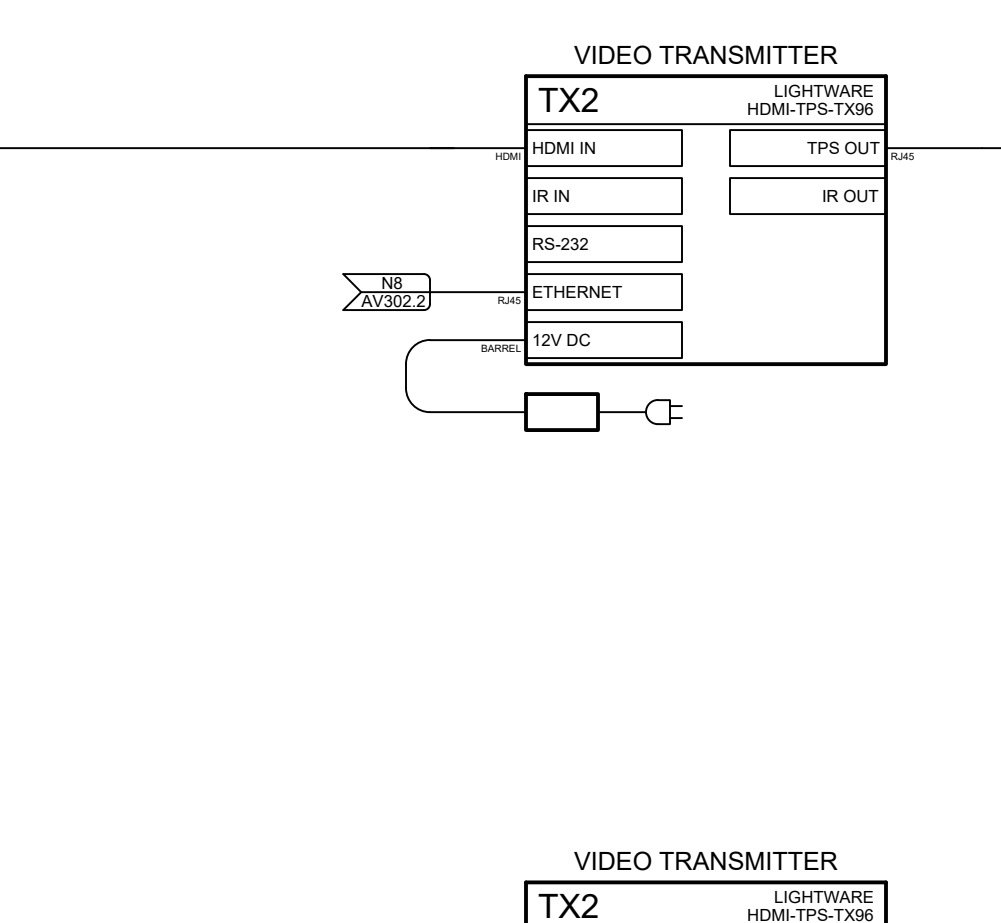 VIDEO TRANSMITTER
TX2
LIGHTWARE
HDMI-TPS-TX96
HDMI
HDMI IN
TPS OUT
RJ45
IR IN
IR OUT
RS-232
N8
AV302.2
RJ45
ETHERNET
BARREL
12V DC
VIDEO TRANSMITTER
TX2
LIGHTWARE
HDMI-TPS-TX96